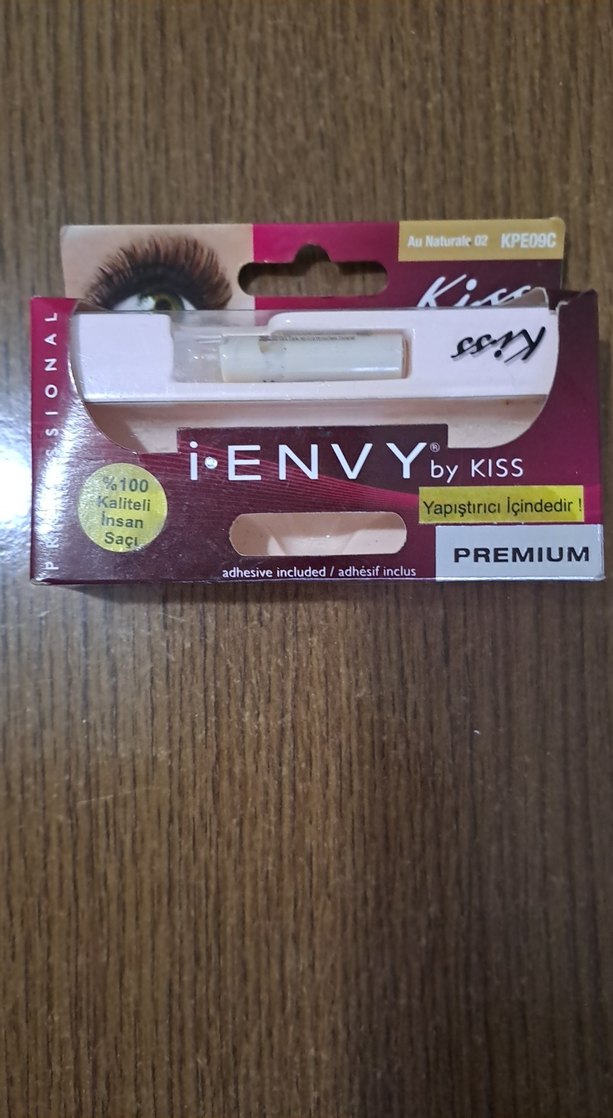 Au Naturale 02 KPE09C
Kiss
Kiss
PROFESSIONAL
i·ENVY® by KISS
%100
Kaliteli
İnsan
Saçı
Yapıştırıcı İçindedir !
PREMIUM
adhesive included / adhésif inclus